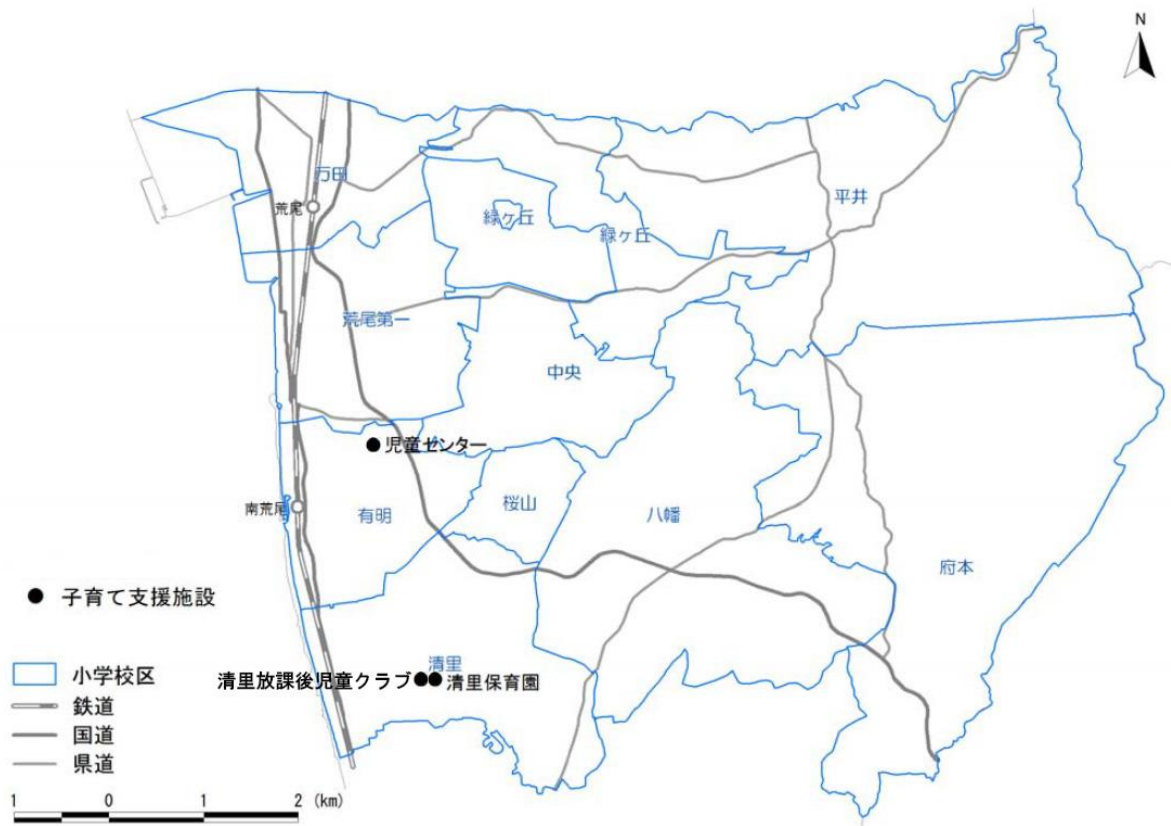 N
万田
荒尾
緑ヶ丘
緑ヶ丘
平井
荒尾第一
中央
児童センター
南荒尾
有明
桜山
八幡
府本
子育て支援施設
清里
清里放課後児童クラブ
清里保育園
小学校区
鉄道
国道
県道
1 0 1 2 (km)